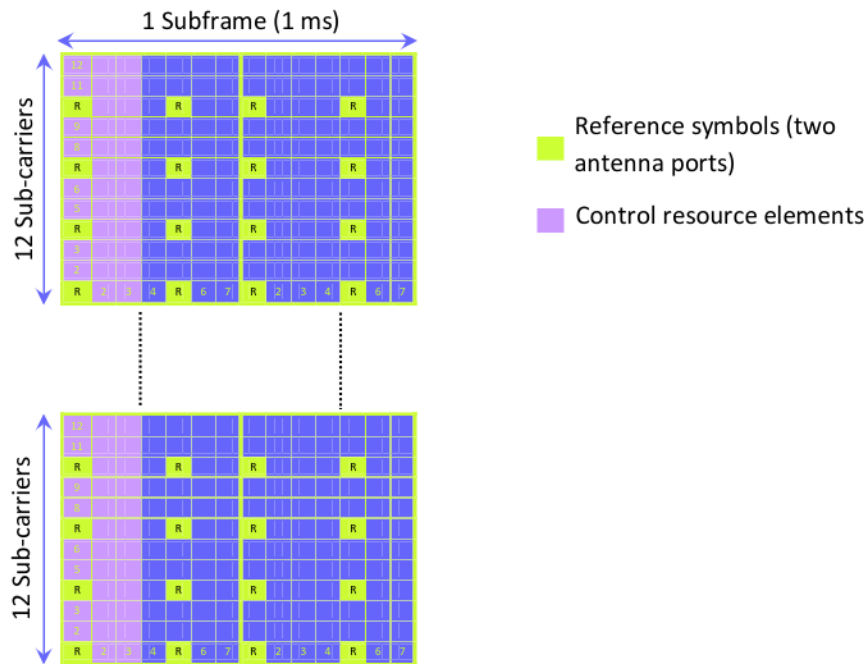 1 Subframe (1 ms)
12 Sub-carriers
12
11
R R R R
9
8
R R R R
6
5
R R R R
3
2
R 2 3 4 R 6 7 R 2 3 4 R 6 7
Reference symbols (two
antenna ports)
Control resource elements
12 Sub-carriers
12
11
R R R R
9
8
R R R R
6
5
R R R R
3
2
R 2 3 4 R 6 7 R 2 3 4 R 6 7